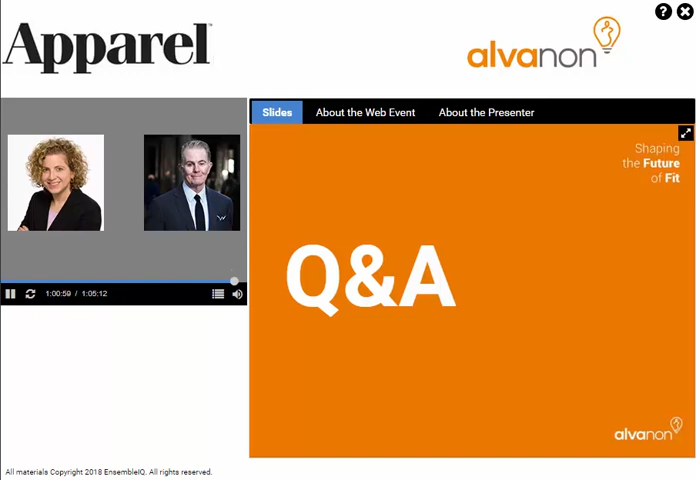 Apparel
alvanon
Slides
About the Web Event
About the Presenter
Shaping
the Future
of Fit
Q&A
1:00:59 / 1:05:12
alvanon
All materials Copyright 2018 EnsembleIQ. All rights reserved.